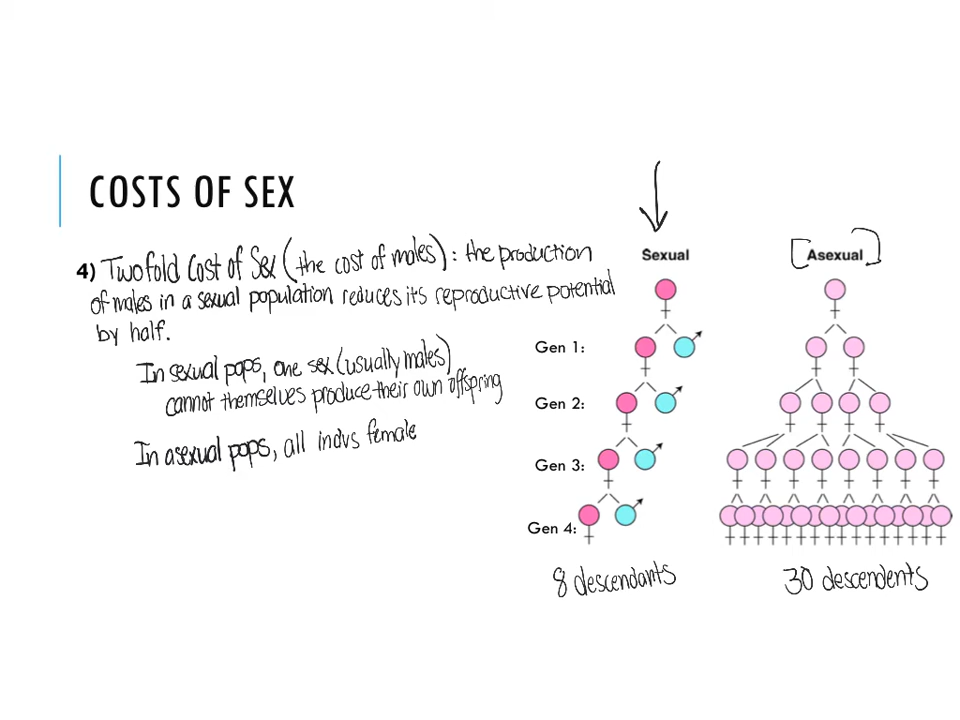 COSTS OF SEX
4) Twofold Cost of Sex (the cost of males): the production
of males in a sexual population reduces its reproductive potential
by half.
In sexual pops, one sex (usually males)
cannot themselves produce their own offspring
In asexual pops, all indvs female
Sexual
[Asexual]
Gen 1:
Gen 2:
Gen 3:
Gen 4:
8 descendants
30 descendents